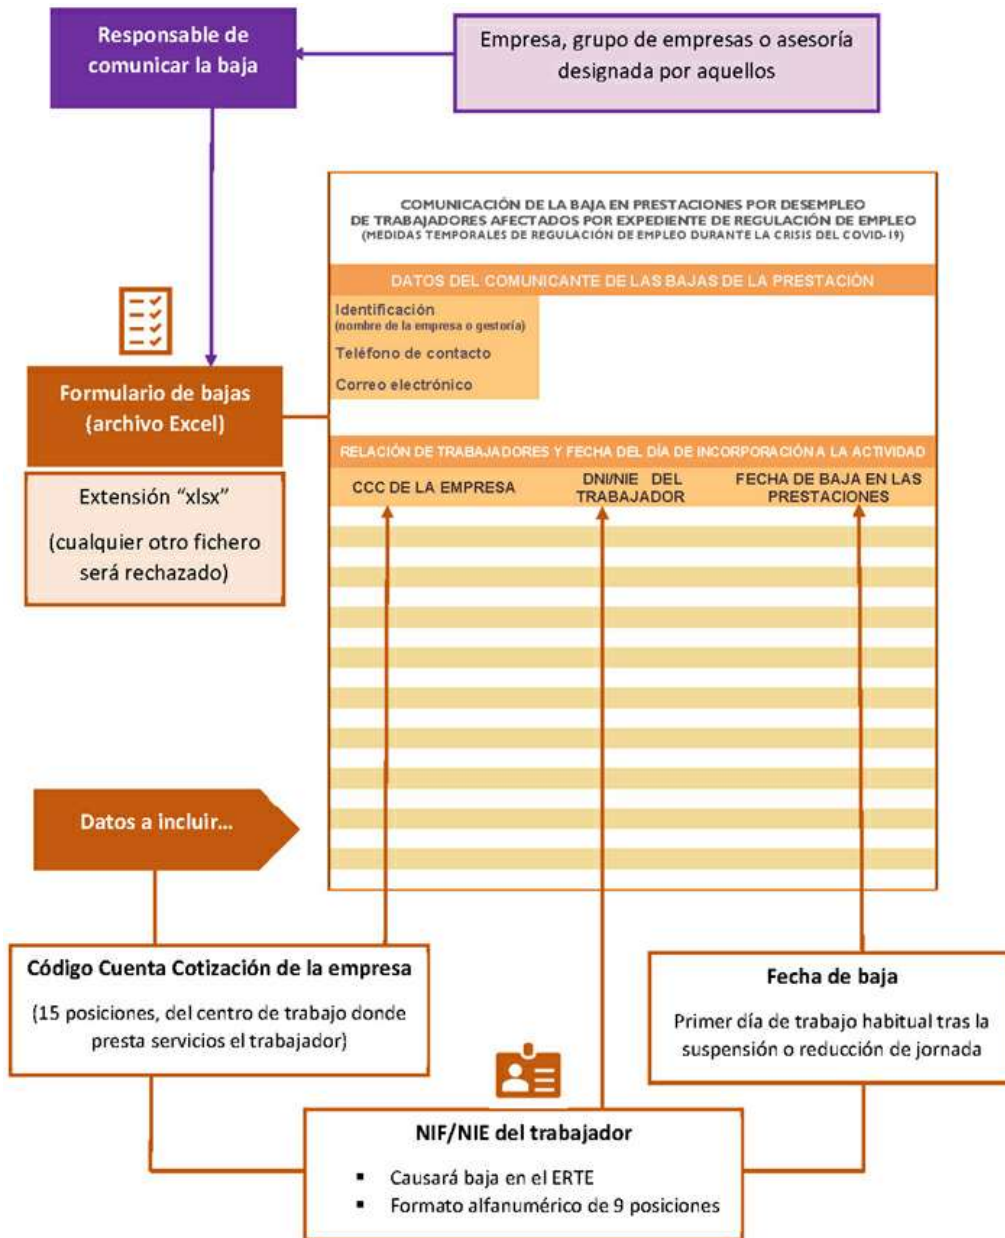 Responsable de
comunicar la baja
Empresa, grupo de empresas o asesoría
designada por aquellos
COMUNICACIÓN DE LA BAJA EN PRESTACIONES POR DESEMPLEO
DE TRABAJADORES AFECTADOS POR EXPEDIENTE DE REGULACIÓN DE EMPLEO
(MEDIDAS TEMPORALES DE REGULACIÓN DE EMPLEO DURANTE LA CRISIS DEL COVID-19)
DATOS DEL COMUNICANTE DE LAS BAJAS DE LA PRESTACIÓN
Identificación
(nombre de la empresa o gestoría)
Teléfono de contacto
Correo electrónico
Formulario de bajas
(archivo Excel)
Extensión “xlsx”
(cualquier otro fichero
será rechazado)
RELACIÓN DE TRABAJADORES Y FECHA DEL DÍA DE INCORPORACIÓN A LA ACTIVIDAD
CCC DE LA EMPRESA
DNI/NIE DEL
TRABAJADOR
FECHA DE BAJA EN LAS
PRESTACIONES
Datos a incluir...
Código Cuenta Cotización de la empresa
(15 posiciones, del centro de trabajo donde
presta servicios el trabajador)
Fecha de baja
Primer día de trabajo habitual tras la
suspensión o reducción de jornada
NIF/NIE del trabajador
▪ Causará baja en el ERTE
▪ Formato alfanumérico de 9 posiciones